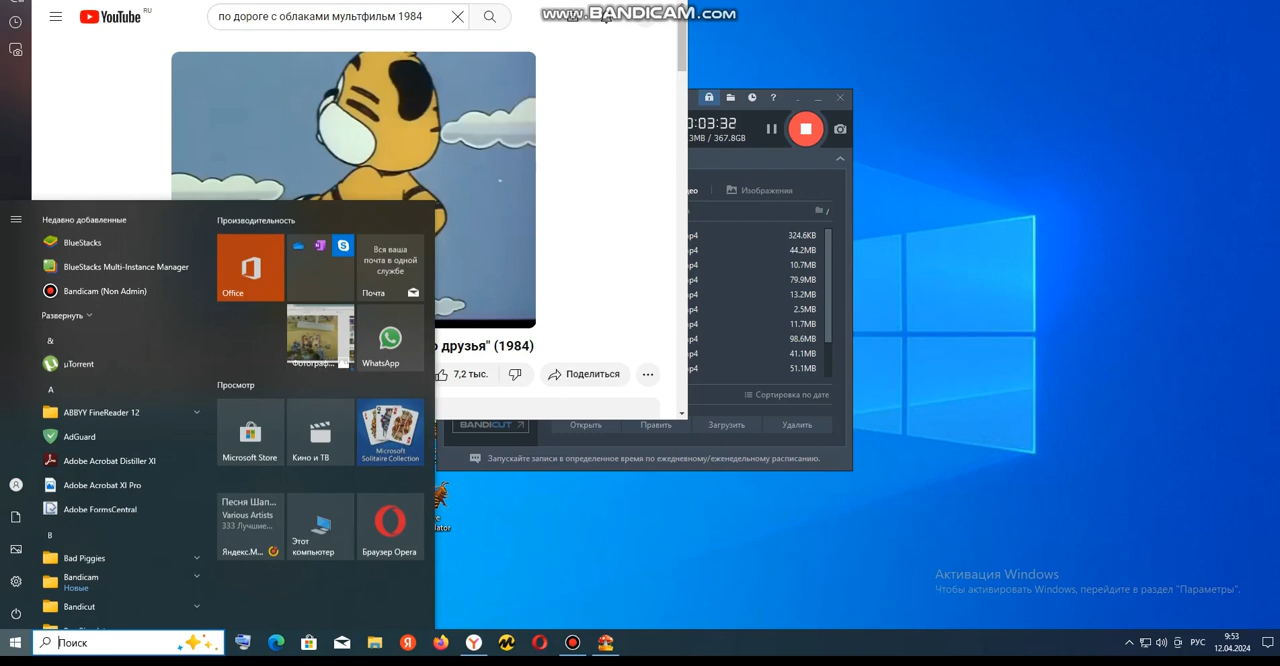 www.BANDICAM.com
YouTube RU
по дороге с облаками мультфильм 1984
:03:32
3MB / 367.8GB
део
Изображения
/
p4 324.6KB
p4 44.2MB
p4 10.7MB
p4 79.9MB
p4 13.2MB
p4 2.5MB
p4 11.7MB
p4 98.6MB
p4 41.1MB
p4 51.1MB
Сортировка по дате
BANDICUT
Открыть
Править
Загрузить
Удалить
Запускайте записи в определенное время по ежедневному/еженедельному расписанию.
о друзья" (1984)
7,2 тыс.
Поделиться
Недавно добавленные
BlueStacks
BlueStacks Multi-Instance Manager
Bandicam (Non Admin)
Развернуть
&
µTorrent
A
ABBYY FineReader 12
AdGuard
Adobe Acrobat Distiller XI
Adobe Acrobat XI Pro
Adobe FormsCentral
B
Bad Piggies
Bandicam
Новые
Bandicut
Производительность
Office
Вся ваша
почта в одной
службе
Почта
Фотограф...
WhatsApp
Просмотр
Microsoft Store
Кино и ТВ
Microsoft
Solitaire Collection
Песня Шап...
Various Artists
333 Лучшие...
Яндекс.М...
Этот
компьютер
Браузер Opera
Активация Windows
Чтобы активировать Windows, перейдите в раздел "Параметры".
Поиск
РУС
9:53
12.04.2024